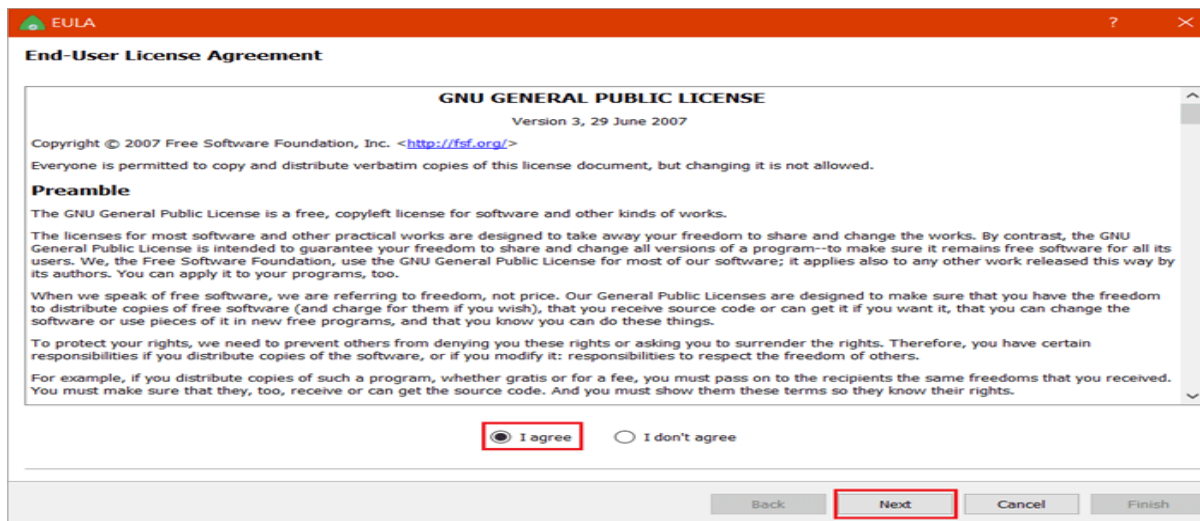 EULA
?
End-User License Agreement
GNU GENERAL PUBLIC LICENSE
Version 3, 29 June 2007
Copyright © 2007 Free Software Foundation, Inc. <http://fsf.org/>
Everyone is permitted to copy and distribute verbatim copies of this license document, but changing it is not allowed.
Preamble
The GNU General Public License is a free, copyleft license for software and other kinds of works.
The licenses for most software and other practical works are designed to take away your freedom to share and change the works. By contrast, the GNU
General Public License is intended to guarantee your freedom to share and change all versions of a program--to make sure it remains free software for all its
users. We, the Free Software Foundation, use the GNU General Public License for most of our software; it applies also to any other work released this way by
its authors. You can apply it to your programs, too.
When we speak of free software, we are referring to freedom, not price. Our General Public Licenses are designed to make sure that you have the freedom
to distribute copies of free software (and charge for them if you wish), that you receive source code or can get it if you want it, that you can change the
software or use pieces of it in new free programs, and that you know you can do these things.
To protect your rights, we need to prevent others from denying you these rights or asking you to surrender the rights. Therefore, you have certain
responsibilities if you distribute copies of the software, or if you modify it: responsibilities to respect the freedom of others.
For example, if you distribute copies of such a program, whether gratis or for a fee, you must pass on to the recipients the same freedoms that you received.
You must make sure that they, too, receive or can get the source code. And you must show them these terms so they know their rights.
I agree I don't agree
Back Next Cancel Finish